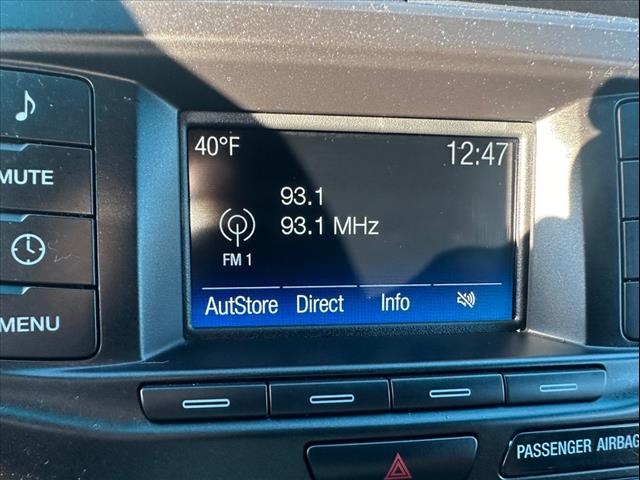 40°F
12:47
93.1
93.1 MHz
FM 1
AutStore Direct Info
MUTE
MENU
PASSENGER AIRBAG